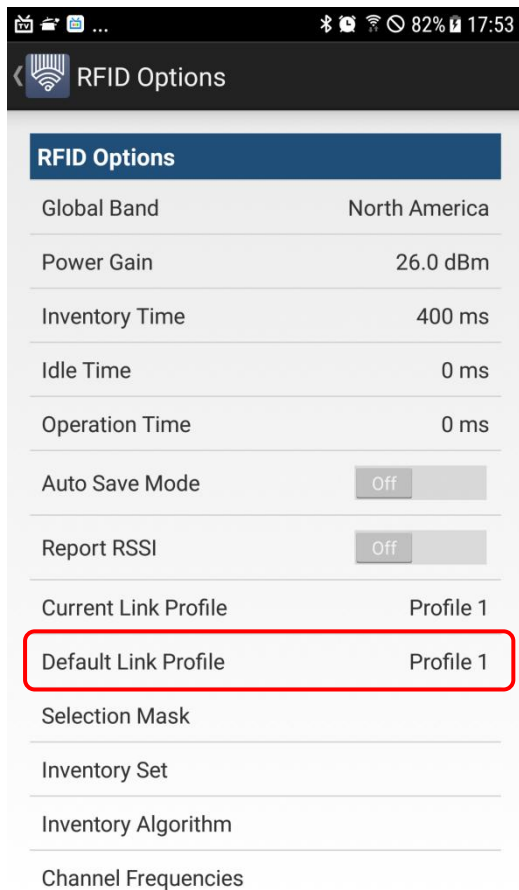 ... 82% 17:53
RFID Options
RFID Options
Global Band North America
Power Gain 26.0 dBm
Inventory Time 400 ms
Idle Time 0 ms
Operation Time 0 ms
Auto Save Mode Off
Report RSSI Off
Current Link Profile Profile 1
Default Link Profile Profile 1
Selection Mask
Inventory Set
Inventory Algorithm
Channel Frequencies